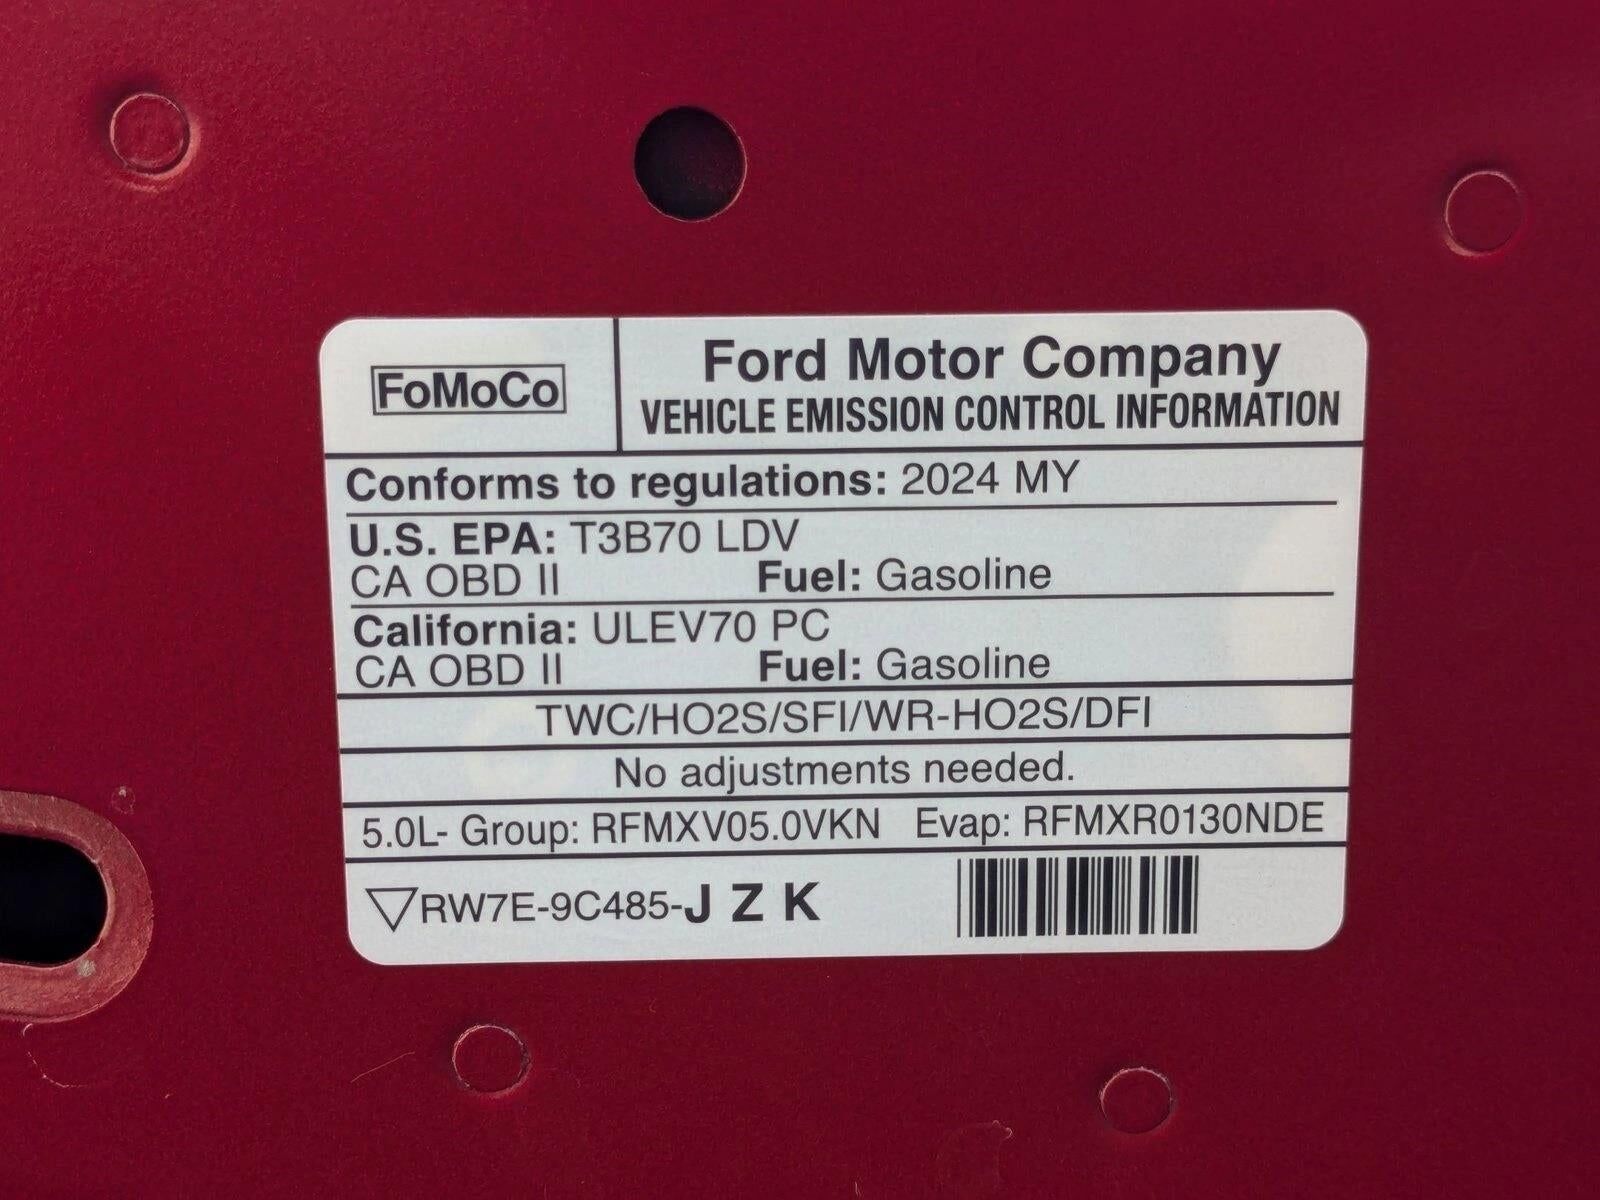 FoMoCo
Ford Motor Company
VEHICLE EMISSION CONTROL INFORMATION
Conforms to regulations: 2024 MY
U.S. EPA: T3B70 LDV
CA OBD II Fuel: Gasoline
California: ULEV70 PC
CA OBD II Fuel: Gasoline
TWC/HO2S/SFI/WR-HO2S/DFI
No adjustments needed.
5.0L- Group: RFMXV05.0VKN Evap: RFMXR0130NDE
RW7E-9C485-J Z K